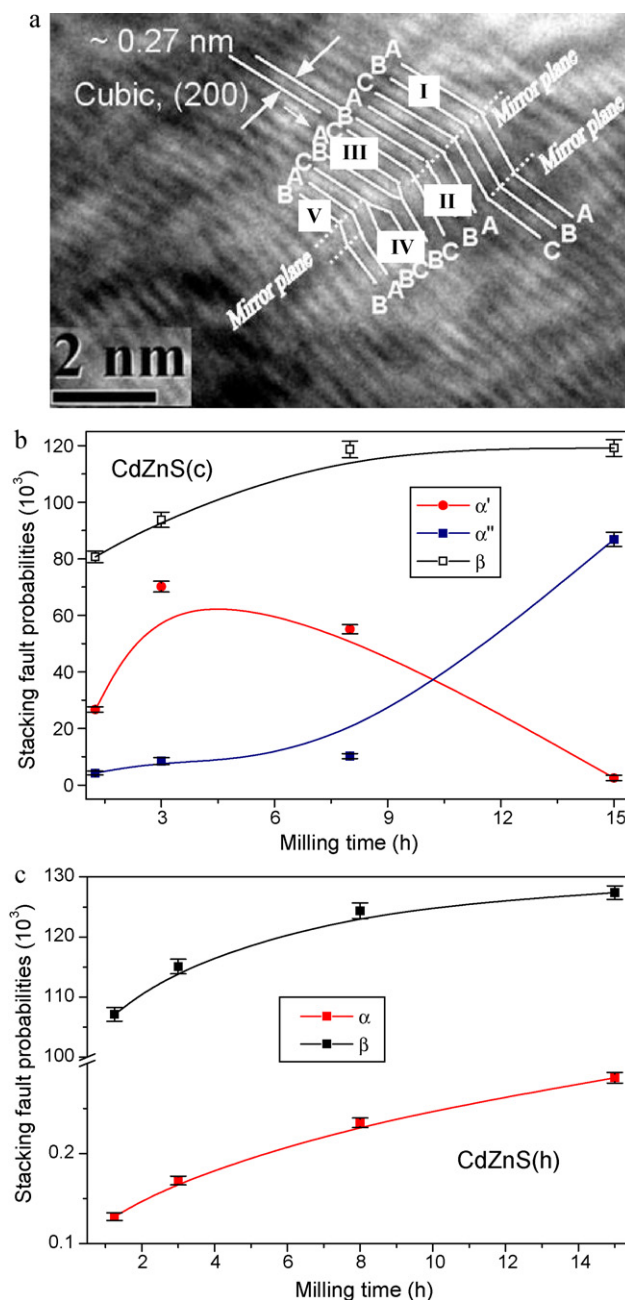 a
~ 0.27 nm
Cubic, (200)
A
B
C
A
B
C
A
B
C
A
B
I
II
III
IV
V
Mirror plane
Mirror plane
Mirror plane
A
B
C
A
B
C
B
C
B
A
B
2 nm
b
CdZnS(c)
α'
α"
β
120
100
80
60
40
20
0
Stacking fault probabilities (10³)
3
6
9
12
15
Milling time (h)
c
130
120
110
100
0.2
0.1
α
β
Stacking fault probabilities (10³)
CdZnS(h)
2
4
6
8
10
12
14
Milling time (h)